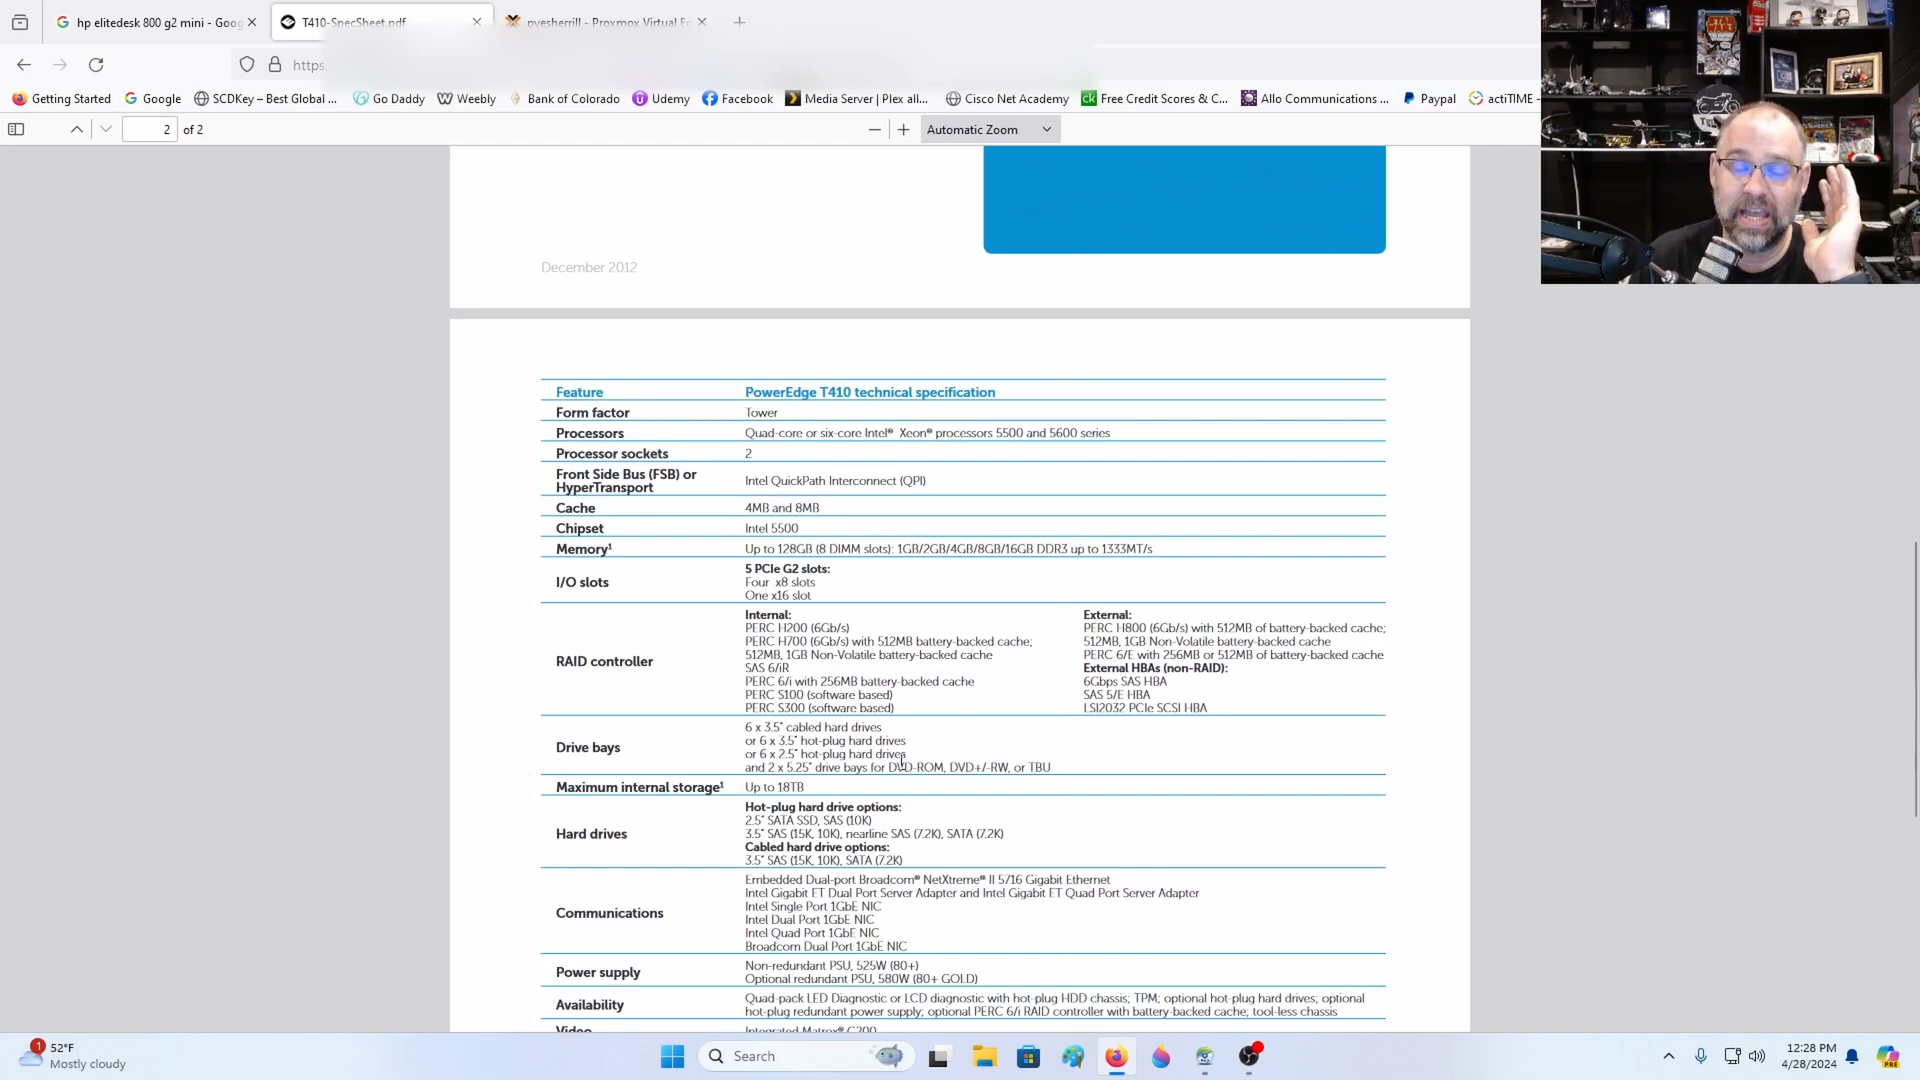 hp elitedesk 800 g2 mini - Goog
T410-SpecSheet.pdf
pvesherrill - Proxmox Virtual En
https
Getting Started
Google
SCDKey – Best Global ...
Go Daddy
Weebly
Bank of Colorado
Udemy
Facebook
Media Server | Plex all...
Cisco Net Academy
Free Credit Scores & C...
Allo Communications ...
Paypal
actiTIME -
2 of 2
Automatic Zoom
December 2012
Feature PowerEdge T410 technical specification
Form factor Tower
Processors Quad-core or six-core Intel® Xeon® processors 5500 and 5600 series
Processor sockets 2
Front Side Bus (FSB) or
HyperTransport
Intel QuickPath Interconnect (QPI)
Cache 4MB and 8MB
Chipset Intel 5500
Memory¹ Up to 128GB (8 DIMM slots): 1GB/2GB/4GB/8GB/16GB DDR3 up to 1333MT/s
I/O slots
5 PCIe G2 slots:
Four x8 slots
One x16 slot
RAID controller
Internal:
PERC H200 (6Gb/s)
PERC H700 (6Gb/s) with 512MB battery-backed cache;
512MB, 1GB Non-Volatile battery-backed cache
SAS 6/iR
PERC 6/i with 256MB battery-backed cache
PERC S100 (software based)
PERC S300 (software based)
External:
PERC H800 (6Gb/s) with 512MB of battery-backed cache;
512MB, 1GB Non-Volatile battery-backed cache
PERC 6/E with 256MB or 512MB of battery-backed cache
External HBAs (non-RAID):
6Gbps SAS HBA
SAS 5/E HBA
LSI2032 PCIe SCSI HBA
Drive bays
6 x 3.5" cabled hard drives
or 6 x 3.5" hot-plug hard drives
or 6 x 2.5" hot-plug hard drives
and 2 x 5.25" drive bays for DVD-ROM, DVD+/-RW, or TBU
Maximum internal storage¹ Up to 18TB
Hard drives
Hot-plug hard drive options:
2.5" SATA SSD, SAS (10K)
3.5" SAS (15K, 10K), nearline SAS (7.2K), SATA (7.2K)
Cabled hard drive options:
3.5" SAS (15K, 10K), SATA (7.2K)
Communications
Embedded Dual-port Broadcom® NetXtreme® II 5716 Gigabit Ethernet
Intel Gigabit ET Dual Port Server Adapter and Intel Gigabit ET Quad Port Server Adapter
Intel Single Port 1GbE NIC
Intel Dual Port 1GbE NIC
Intel Quad Port 1GbE NIC
Broadcom Dual Port 1GbE NIC
Power supply
Non-redundant PSU, 525W (80+)
Optional redundant PSU, 580W (80+ GOLD)
Availability
Quad-pack LED Diagnostic or LCD diagnostic with hot-plug HDD chassis; TPM; optional hot-plug hard drives; optional
hot-plug redundant power supply; optional PERC 6/i RAID controller with battery-backed cache; tool-less chassis
Video Integrated Matrox® G200
1
52°F
Mostly cloudy
Search
12:28 PM
4/28/2024
PRE
STAR WARS